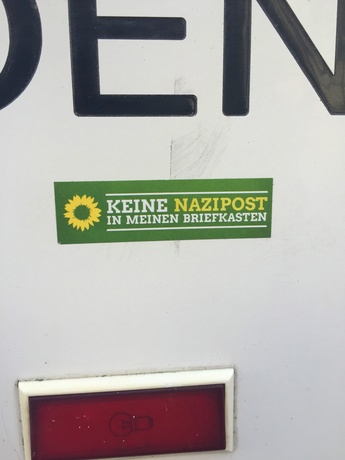 DEN
KEINE NAZIPOST
IN MEINEN BRIEFKASTEN